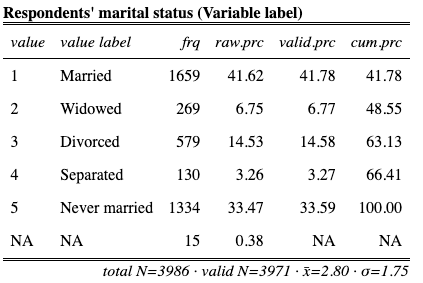 Respondents' marital status (Variable label)
value value label frq raw.prc valid.prc cum.prc
1 Married 1659 41.62 41.78 41.78
2 Widowed 269 6.75 6.77 48.55
3 Divorced 579 14.53 14.58 63.13
4 Separated 130 3.26 3.27 66.41
5 Never married 1334 33.47 33.59 100.00
NA NA 15 0.38 NA NA
total N=3986 · valid N=3971 · x̄=2.80 · σ=1.75